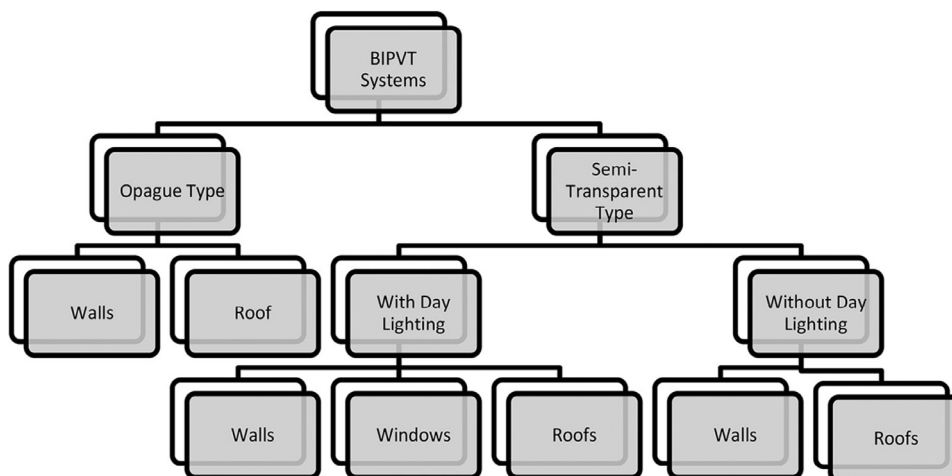 BIPVT
Systems
Opague Type
Semi-
Transparent
Type
Walls
Roof
With Day
Lighting
Without Day
Lighting
Walls
Windows
Roofs
Walls
Roofs